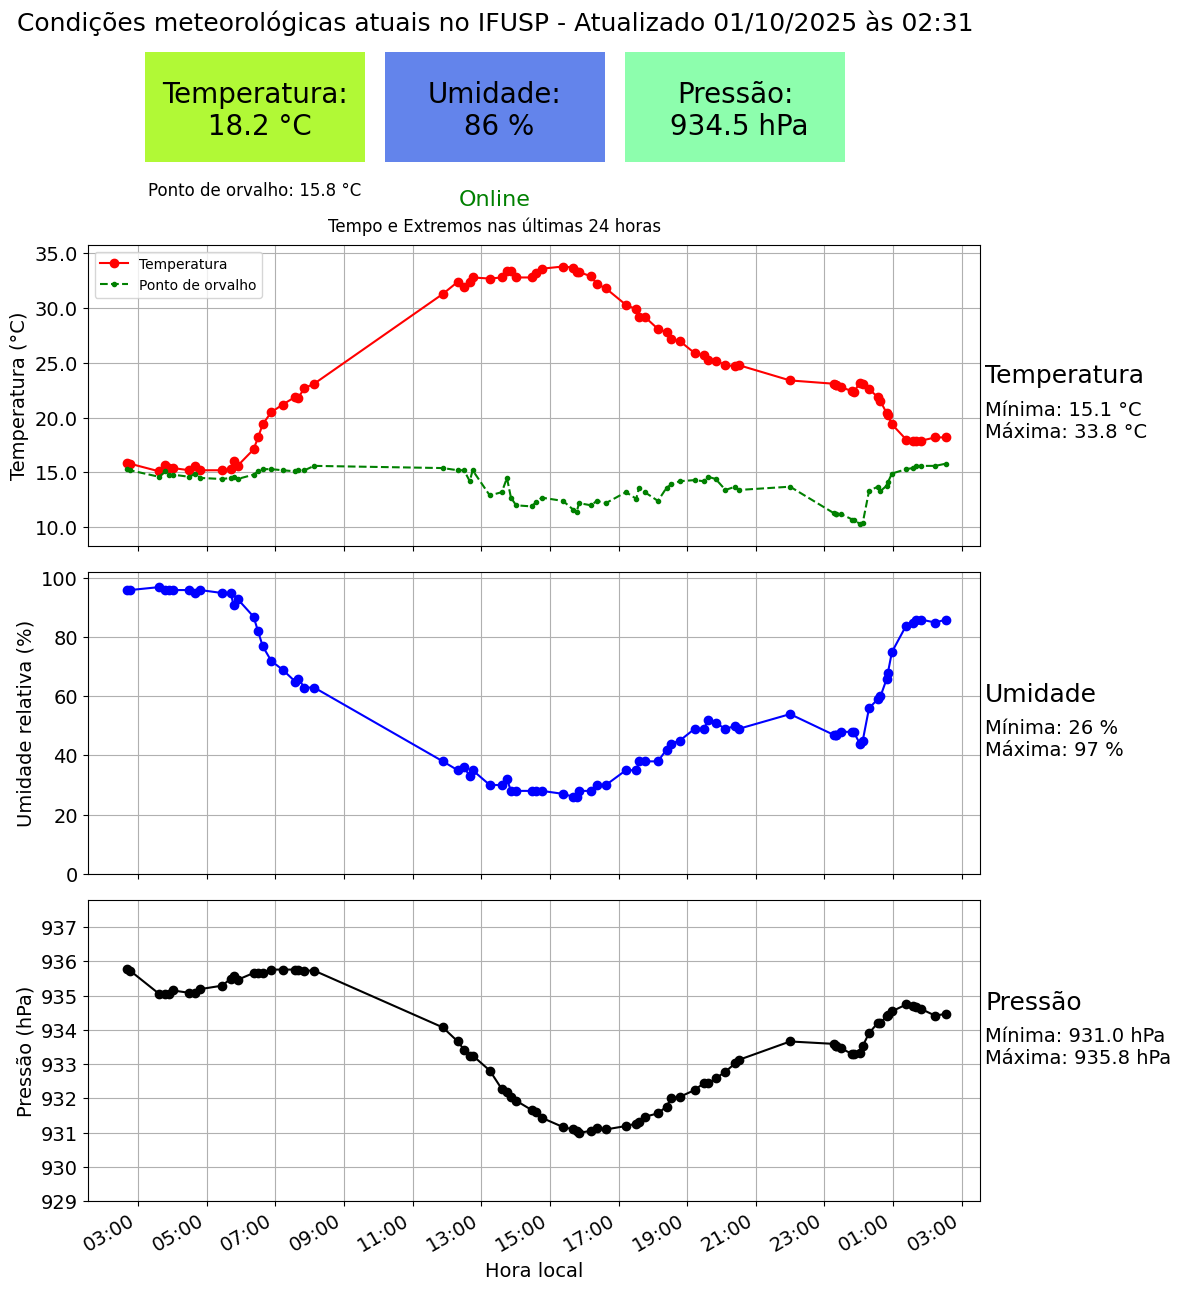 Condições meteorológicas atuais no IFUSP - Atualizado 01/10/2025 às 02:31
Temperatura:
18.2 °C
Umidade:
86 %
Pressão:
934.5 hPa
Ponto de orvalho: 15.8 °C
Online
Tempo e Extremos nas últimas 24 horas
Temperatura (°C)
35.0
30.0
25.0
20.0
15.0
10.0
Temperatura
Ponto de orvalho
Temperatura
Mínima: 15.1 °C
Máxima: 33.8 °C
Umidade relativa (%)
100
80
60
40
20
0
Umidade
Mínima: 26 %
Máxima: 97 %
Pressão (hPa)
937
936
935
934
933
932
931
930
929
Pressão
Mínima: 931.0 hPa
Máxima: 935.8 hPa
03:00 05:00 07:00 09:00 11:00 13:00 15:00 17:00 19:00 21:00 23:00 01:00 03:00
Hora local